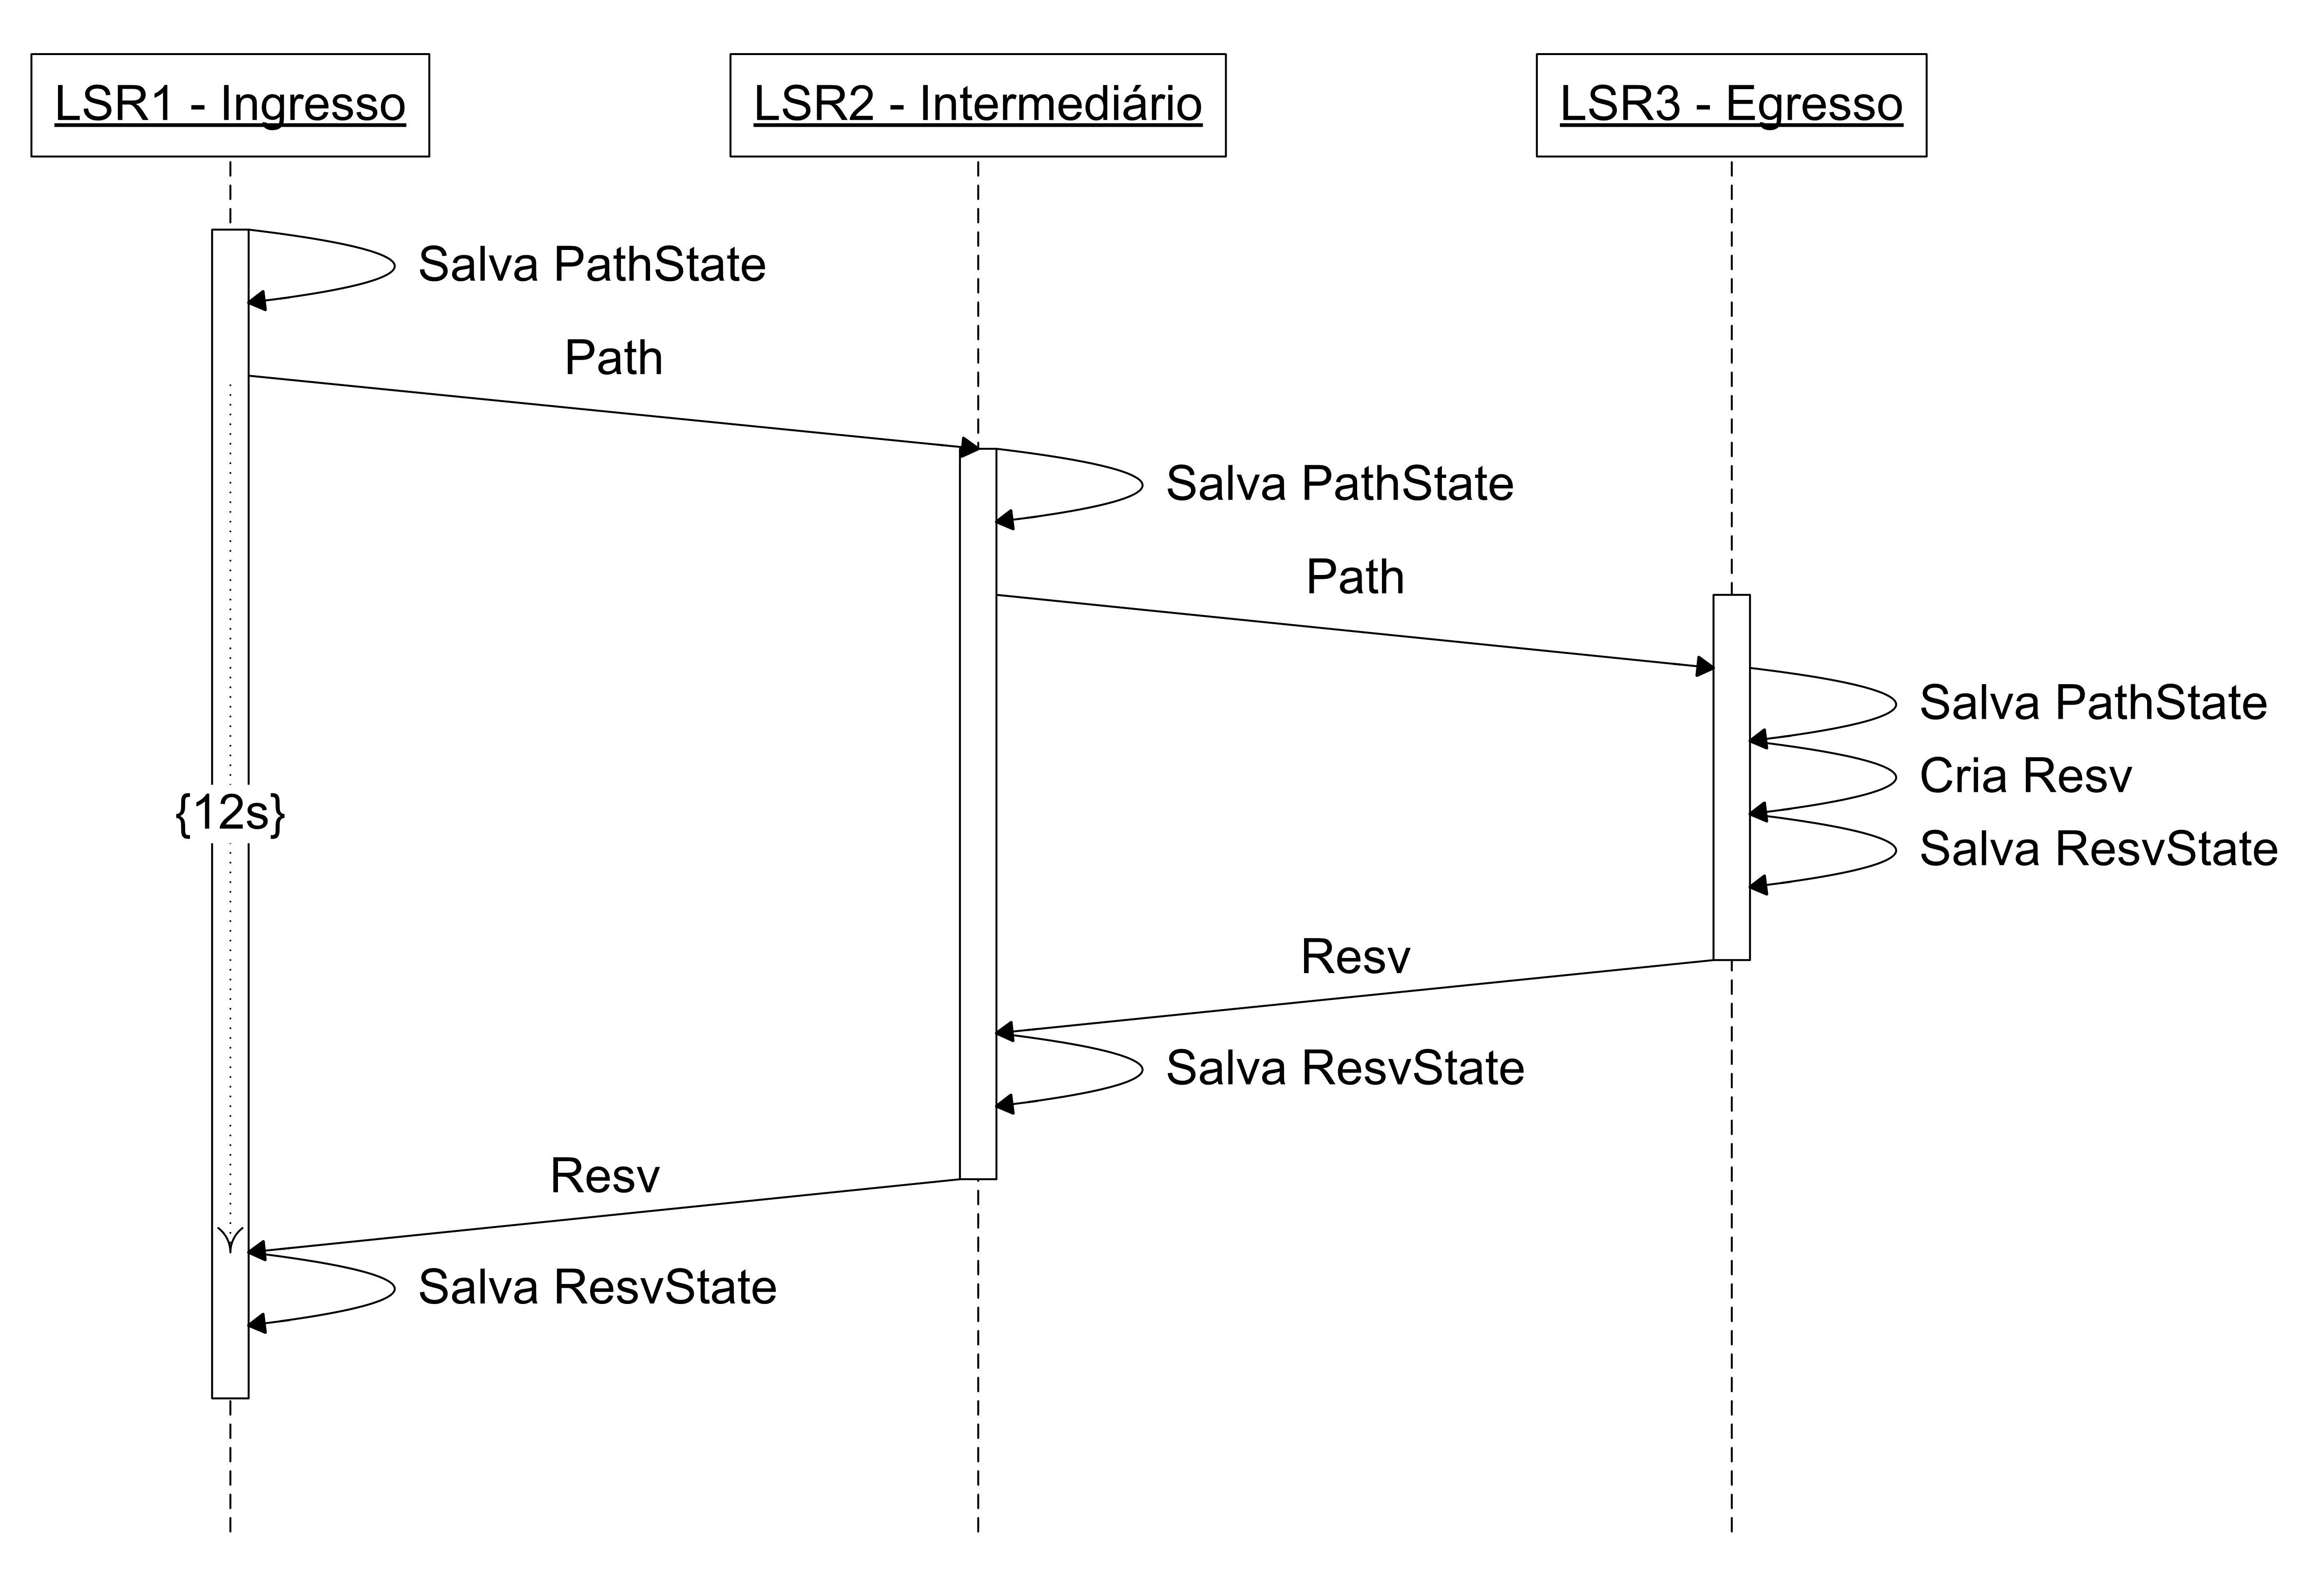 LSR1 - Ingresso
LSR2 - Intermediário
LSR3 - Egresso
Salva PathState
Path
Salva PathState
Path
Salva PathState
Cria Resv
{12s}
Salva ResvState
Resv
Salva ResvState
Resv
Salva ResvState